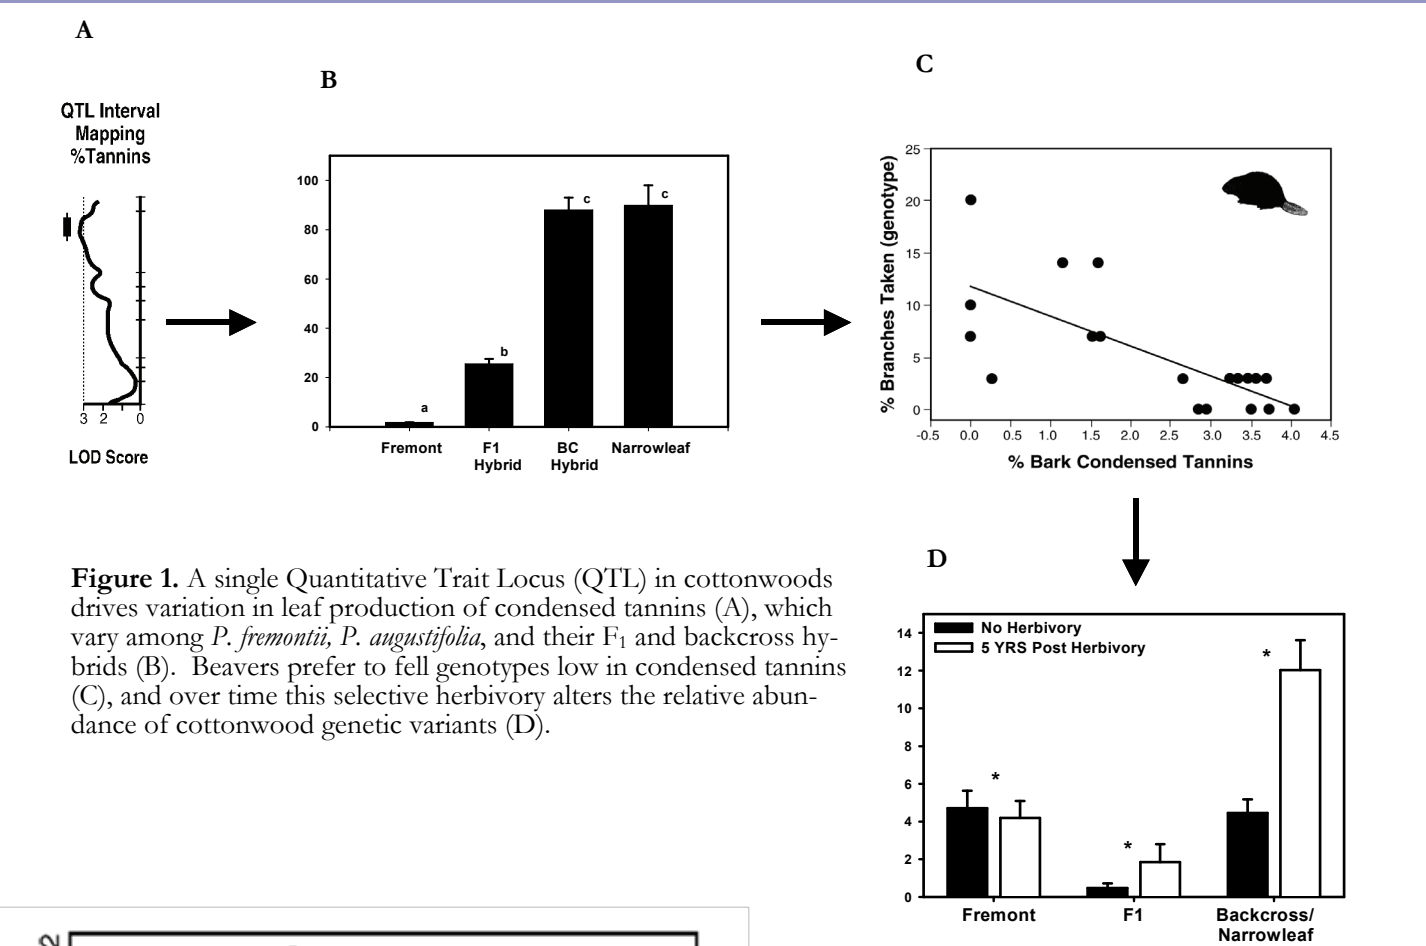 A
QTL Interval
Mapping
%Tannins
3 2 0
LOD Score
B
100
80
60
40
20
0
a
b
c
c
Fremont
F1
Hybrid
BC
Hybrid
Narrowleaf
C
% Branches Taken (genotype)
25
20
15
10
5
0
-0.5 0.0 0.5 1.0 1.5 2.0 2.5 3.0 3.5 4.0 4.5
% Bark Condensed Tannins
Figure 1. A single Quantitative Trait Locus (QTL) in cottonwoods
drives variation in leaf production of condensed tannins (A), which
vary among P. fremontii, P. augustifolia, and their F1 and backcross hy-
brids (B). Beavers prefer to fell genotypes low in condensed tannins
(C), and over time this selective herbivory alters the relative abun-
dance of cottonwood genetic variants (D).
D
No Herbivory
5 YRS Post Herbivory
14
12
10
8
6
4
2
0
*
*
*
Fremont
F1
Backcross/
Narrowleaf
2